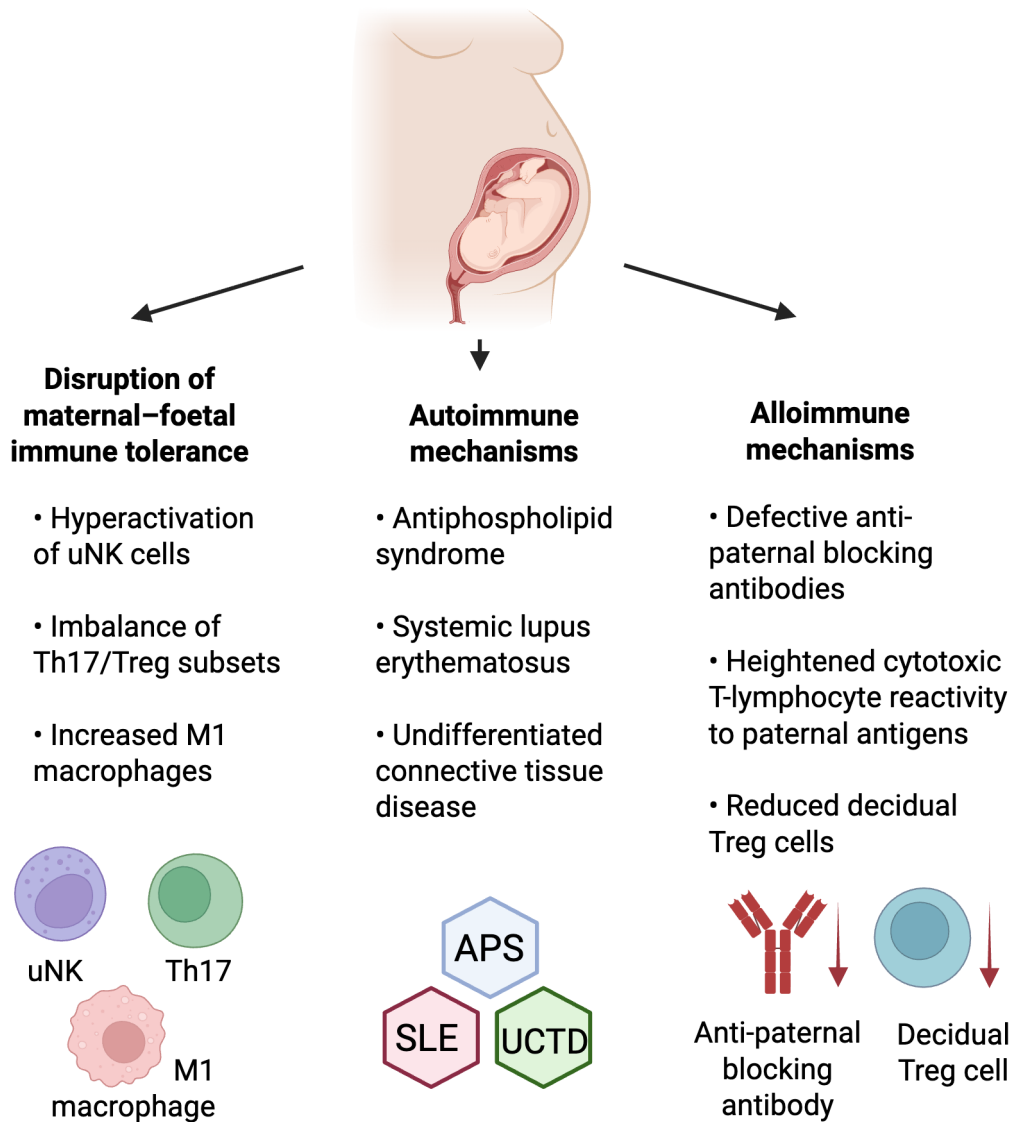 Disruption of
maternal–foetal
immune tolerance
• Hyperactivation
of uNK cells
• Imbalance of
Th17/Treg subsets
• Increased M1
macrophages
uNK
Th17
M1
macrophage
Autoimmune
mechanisms
• Antiphospholipid
syndrome
• Systemic lupus
erythematosus
• Undifferentiated
connective tissue
disease
APS
SLE
UCTD
Alloimmune
mechanisms
• Defective anti-
paternal blocking
antibodies
• Heightened cytotoxic
T-lymphocyte reactivity
to paternal antigens
• Reduced decidual
Treg cells
Anti-paternal
blocking
antibody
Decidual
Treg cell